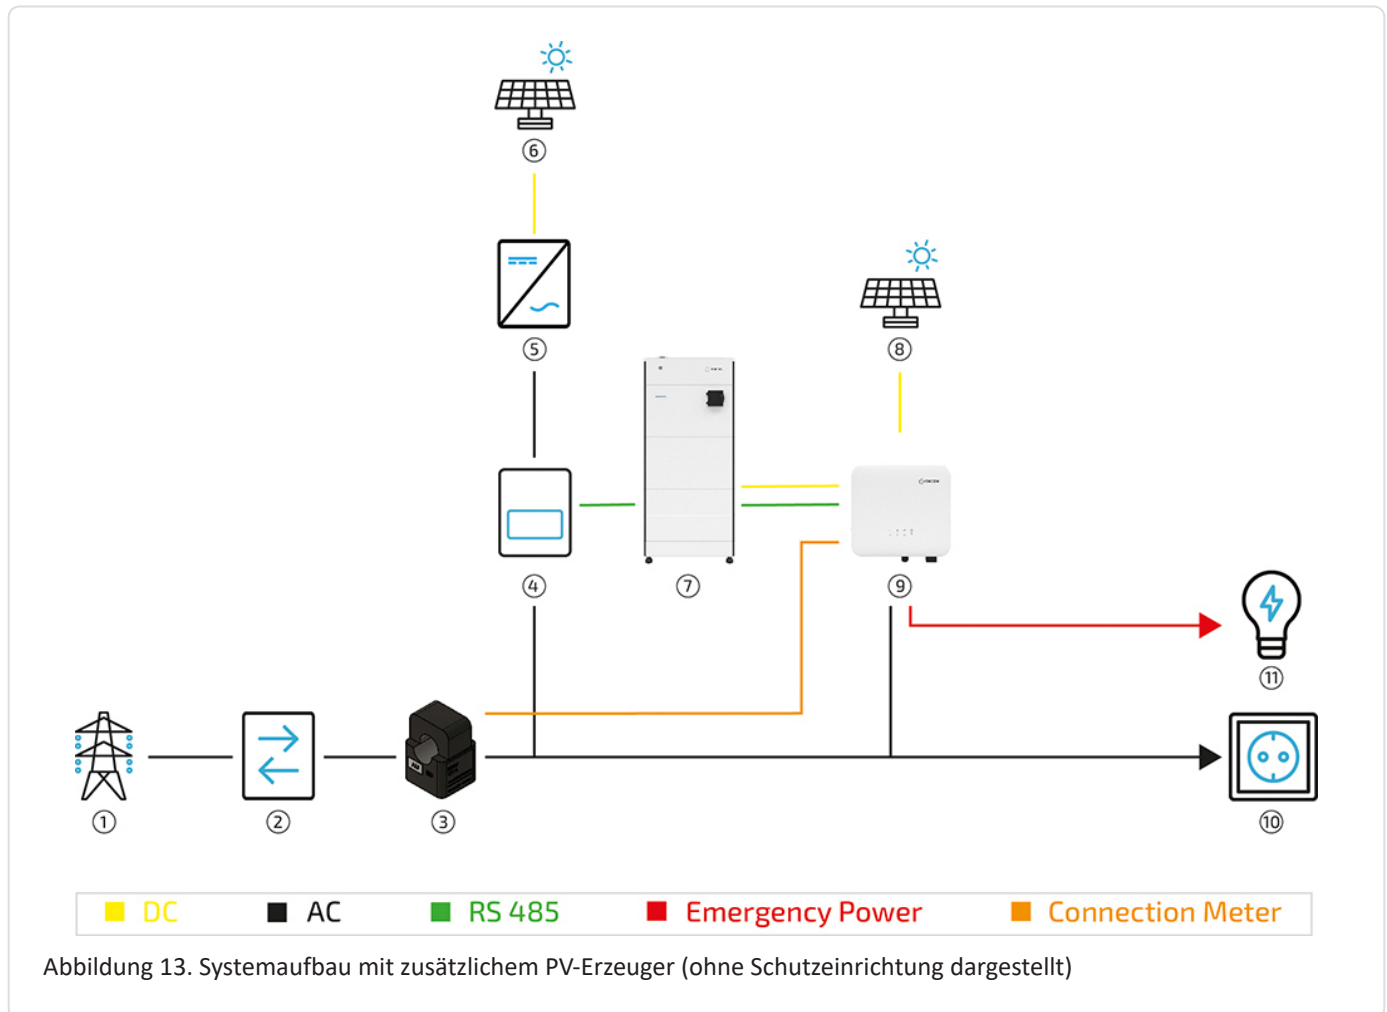 ⑥
⑤
⑧
④
⑦
⑨
⑪
①
②
③
⑩
DC
AC
RS 485
Emergency Power
Connection Meter
Abbildung 13. Systemaufbau mit zusätzlichem PV-Erzeuger (ohne Schutzeinrichtung dargestellt)